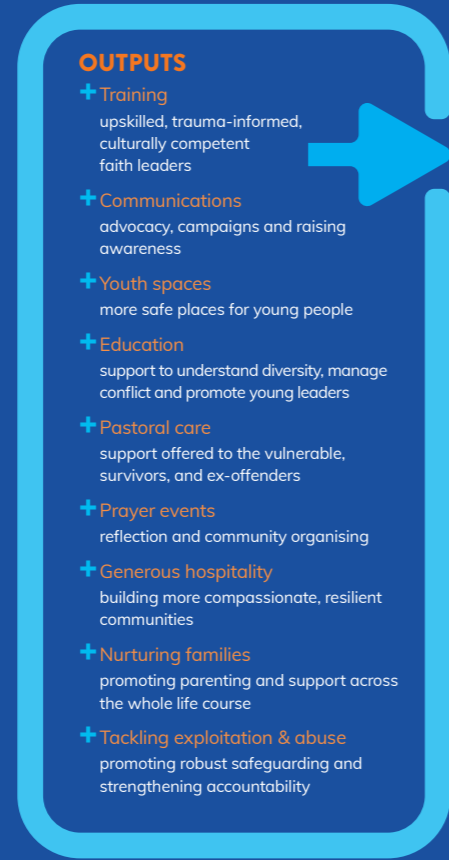 OUTPUTS
+Training
upskilled, trauma-informed,
culturally competent
faith leaders
+Communications
advocacy, campaigns and raising
awareness
+Youth spaces
more safe places for young people
+Education
support to understand diversity, manage
conflict and promote young leaders
+Pastoral care
support offered to the vulnerable,
survivors, and ex-offenders
+Prayer events
reflection and community organising
+Generous hospitality
building more compassionate, resilient
communities
+Nurturing families
promoting parenting and support across
the whole life course
+Tackling exploitation & abuse
promoting robust safeguarding and
strengthening accountability